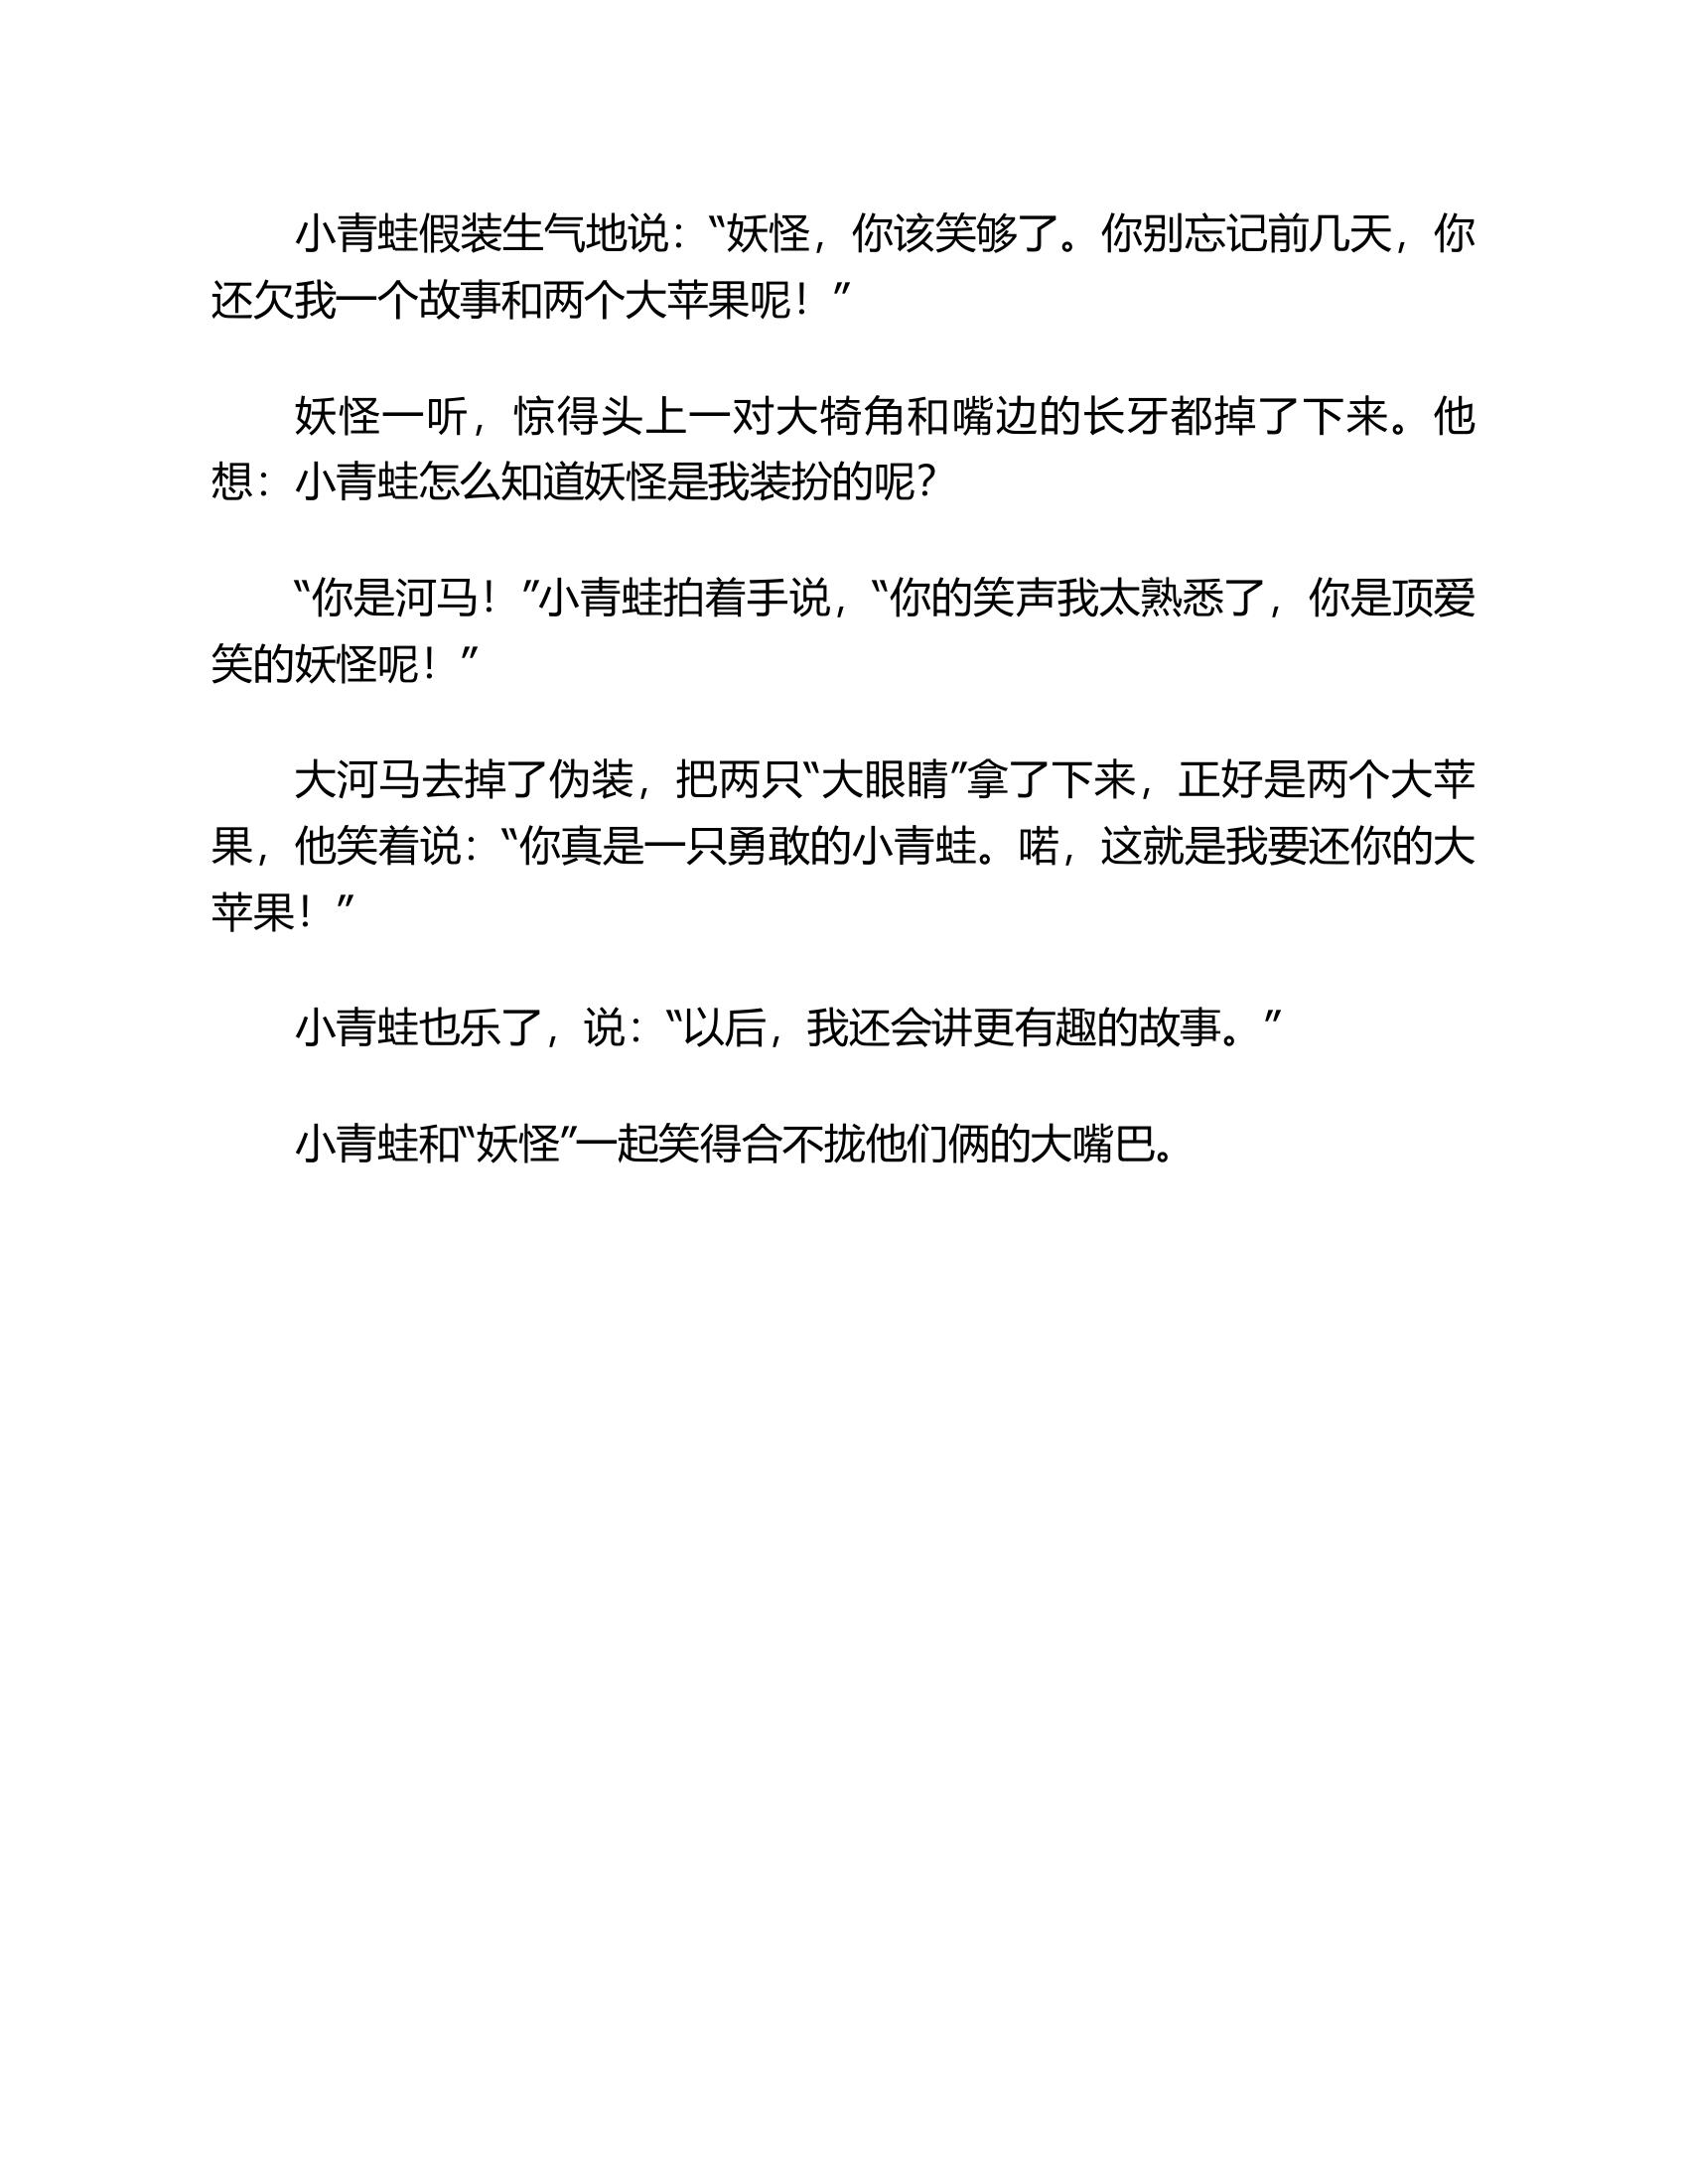 小青蛙假装生气地说：“妖怪，你该笑够了。你别忘记前几天，你
还欠我一个故事和两个大苹果呢！”
妖怪一听，惊得头上一对大犄角和嘴边的长牙都掉了下来。他
想：小青蛙怎么知道妖怪是我装扮的呢？
“你是河马！”小青蛙拍着手说，“你的笑声我太熟悉了，你是顶爱
笑的妖怪呢！”
大河马去掉了伪装，把两只“大眼睛”拿了下来，正好是两个大苹
果，他笑着说：“你真是一只勇敢的小青蛙。喏，这就是我要还你的大
苹果！”
小青蛙也乐了，说：“以后，我还会讲更有趣的故事。”
小青蛙和“妖怪”一起笑得合不拢他们俩的大嘴巴。